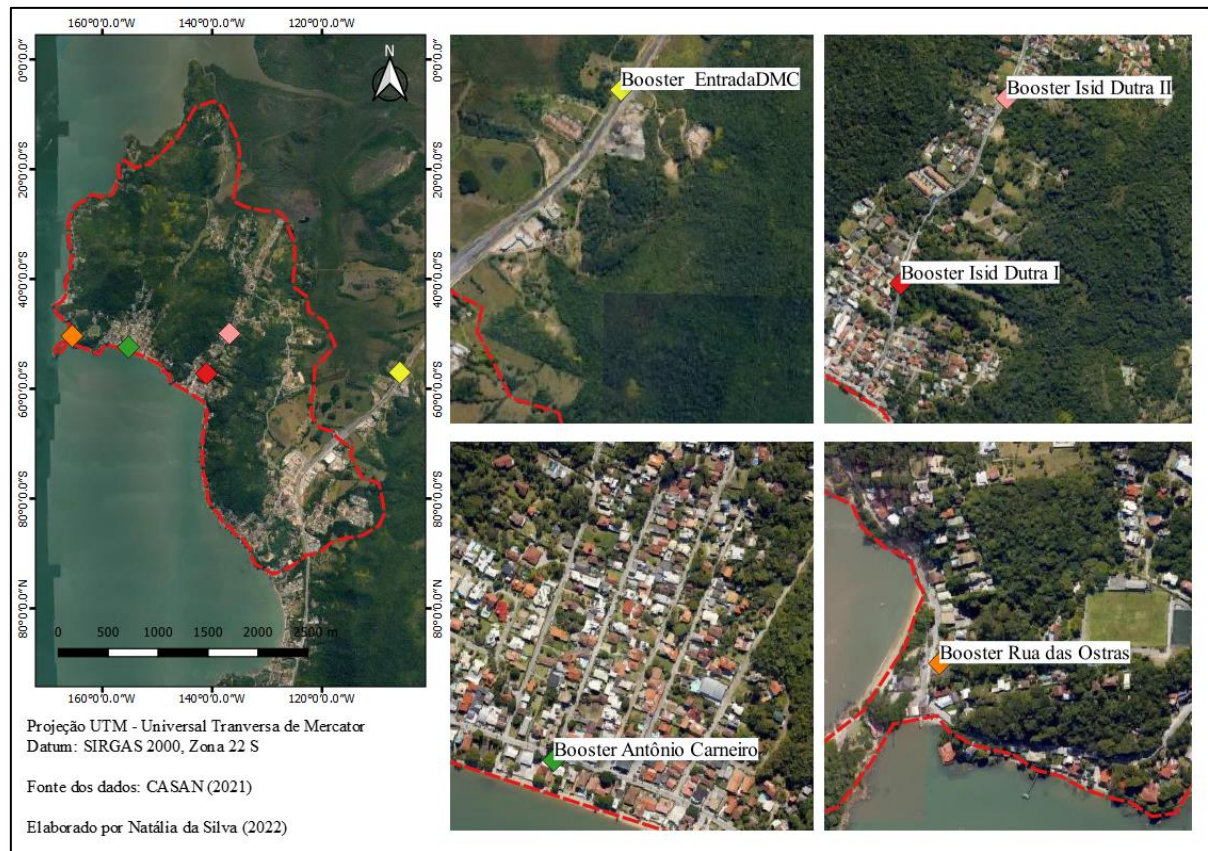 160°0'0.0"W 140°0'0.0"W 120°0'0.0"W
N
0°0'0.0"S
20°0'0.0"S
40°0'0.0"S
60°0'0.0"S
80°0'0.0"S
80°0'0.0"N
0°0'0.0"S
20°0'0.0"S
40°0'0.0"S
60°0'0.0"S
80°0'0.0"S
80°0'0.0"N
0 500 1000 1500 2000 2500 m
160°0'0.0"W 140°0'0.0"W 120°0'0.0"W
Booster_EntradaDMC
Booster Isid Dutra II
Booster Isid Dutra I
Booster Antônio Carneiro
Booster Rua das Ostras
Projeção UTM - Universal Tranversa de Mercator
Datum: SIRGAS 2000, Zona 22 S
Fonte dos dados: CASAN (2021)
Elaborado por Natália da Silva (2022)